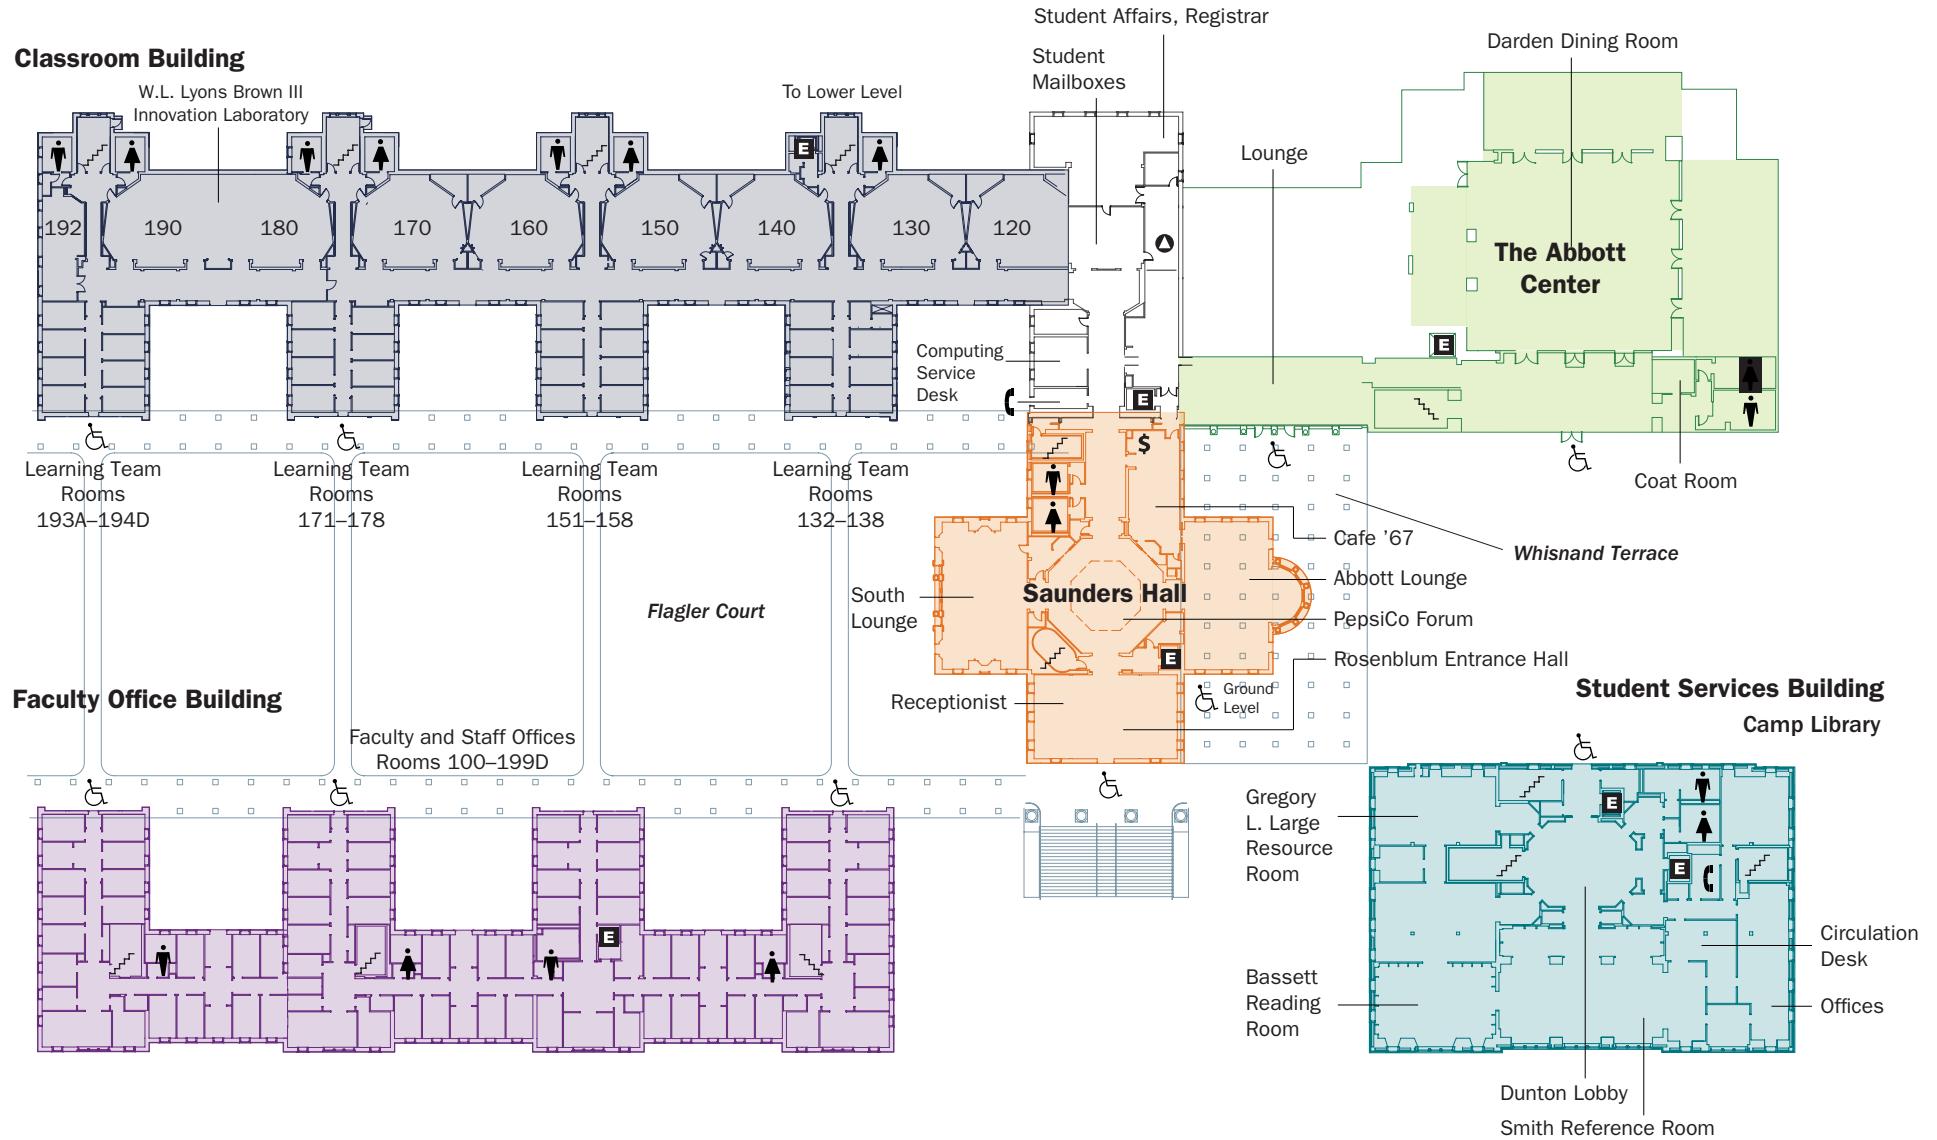 Student Affairs, Registrar
Student
Mailboxes
Darden Dining Room
Classroom Building
W.L. Lyons Brown III
Innovation Laboratory
To Lower Level
E
Lounge
192
190
180
170
160
150
140
130
120
The Abbott
Center
E
Computing
Service
Desk
E
$
Learning Team
Rooms
193A–194D
Learning Team
Rooms
171–178
Learning Team
Rooms
151–158
Learning Team
Rooms
132–138
Coat Room
Cafe ’67
Whisnand Terrace
Abbott Lounge
South
Lounge
Saunders Hall
Flagler Court
PepsiCo Forum
E
Rosenblum Entrance Hall
Receptionist
Ground
Level
Student Services Building
Camp Library
Faculty Office Building
Faculty and Staff Offices
Rooms 100–199D
Gregory
L. Large
Resource
Room
E
E
E
Circulation
Desk
Bassett
Reading
Room
Offices
Dunton Lobby
Smith Reference Room